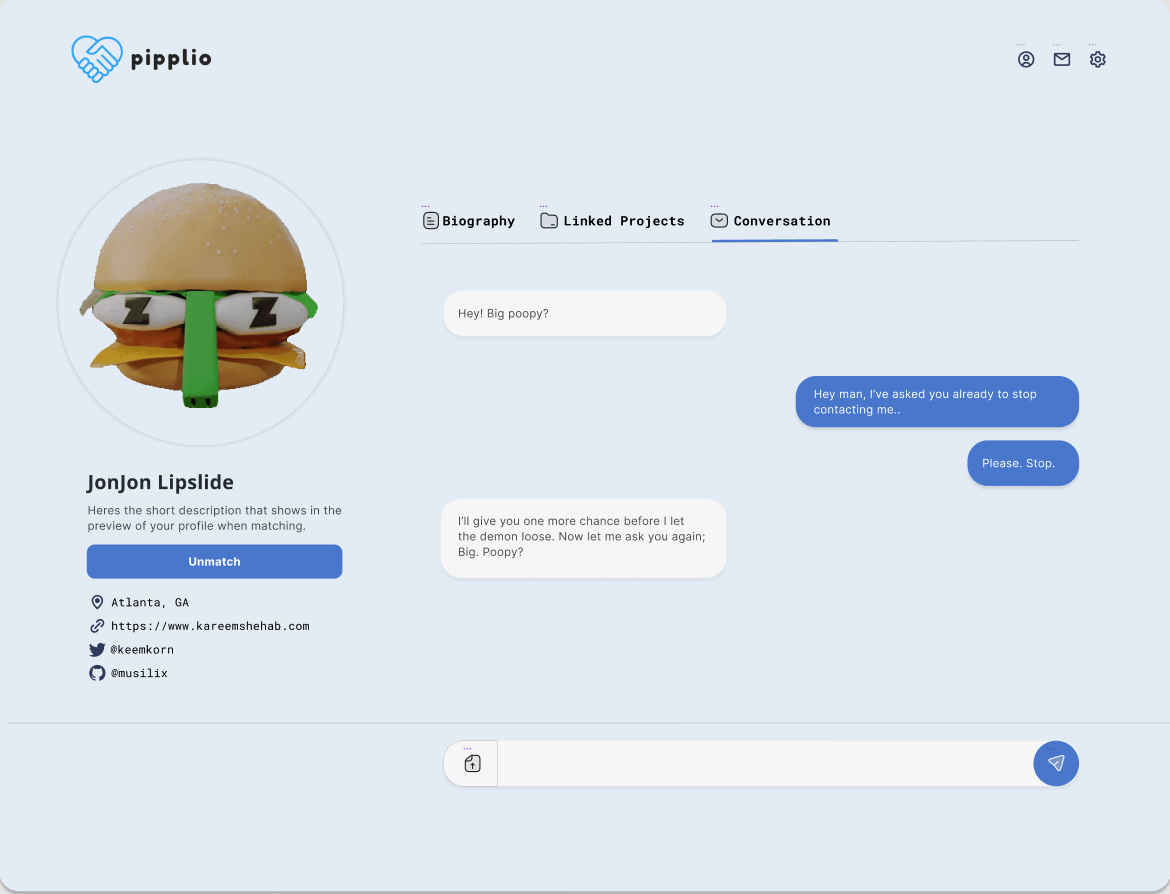 pipplio
Biography
Linked Projects
Conversation
Z Z
Hey! Big poopy?
Hey man, I've asked you already to stop
contacting me..
Please. Stop.
I'll give you one more chance before I let
the demon loose. Now let me ask you again;
Big. Poopy?
JonJon Lipslide
Heres the short description that shows in the
preview of your profile when matching.
Unmatch
Atlanta, GA
https://www.kareemshehab.com
@keemkorn
@musilix